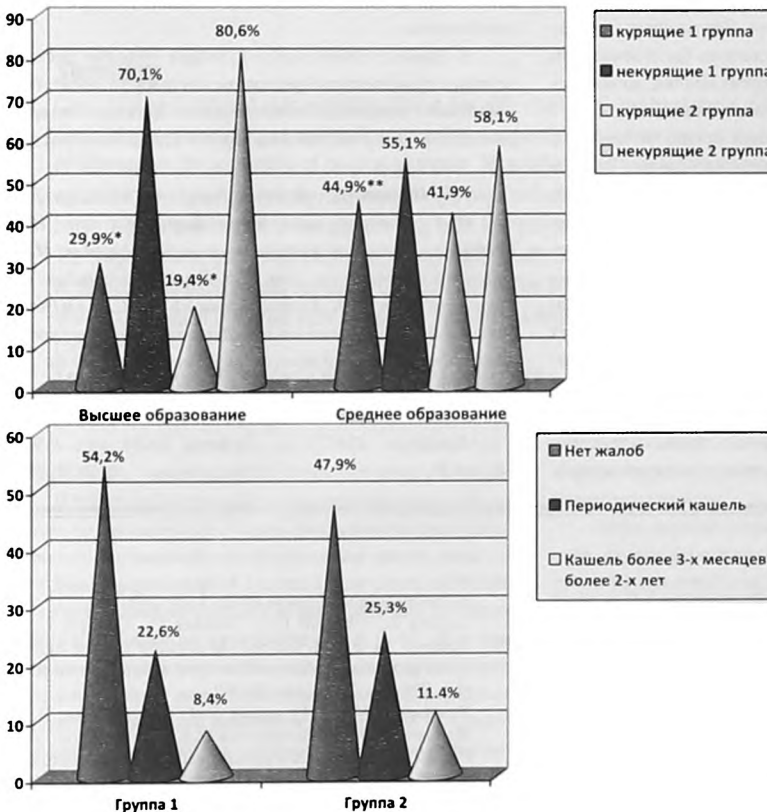 90
80
70
60
50
40
30
20
10
0
29,9%*
70,1%
19,4%*
80,6%
44,9%**
55,1%
41,9%
58,1%
Высшее образование
Среднее образование
курящие 1 группа
некурящие 1 группа
курящие 2 группа
некурящие 2 группа
60
50
40
30
20
10
0
54,2%
22,6%
8,4%
47,9%
25,3%
11.4%
Группа 1
Группа 2
Нет жалоб
Периодический кашель
Кашель более 3-х месяцев
более 2-х лет